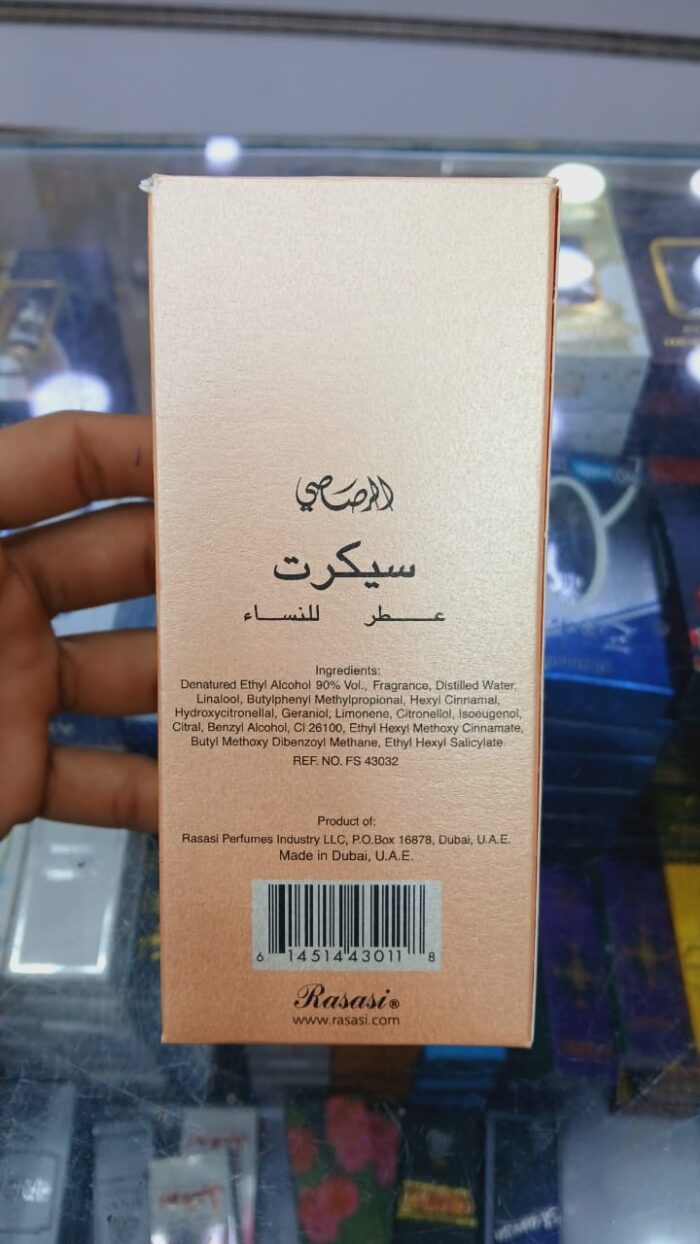 الرصاصي
سيكرت
عطر للنساء
Ingredients:
Denatured Ethyl Alcohol 90% Vol., Fragrance, Distilled Water,
Linalool, Butylphenyl Methylpropional, Hexyl Cinnamal,
Hydroxycitronellal, Geraniol, Limonene, Citronellol, Isoeugenol,
Citral, Benzyl Alcohol, CI 26100, Ethyl Hexyl Methoxy Cinnamate,
Butyl Methoxy Dibenzoyl Methane, Ethyl Hexyl Salicylate.
REF. NO. FS 43032
Product of:
Rasasi Perfumes Industry LLC, P.O.Box 16878, Dubai, U.A.E.
Made in Dubai, U.A.E.
6 14514 43011 8
Rasasi®
www.rasasi.com